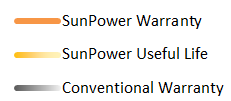 SunPower Warranty
SunPower Useful Life
Conventional Warranty